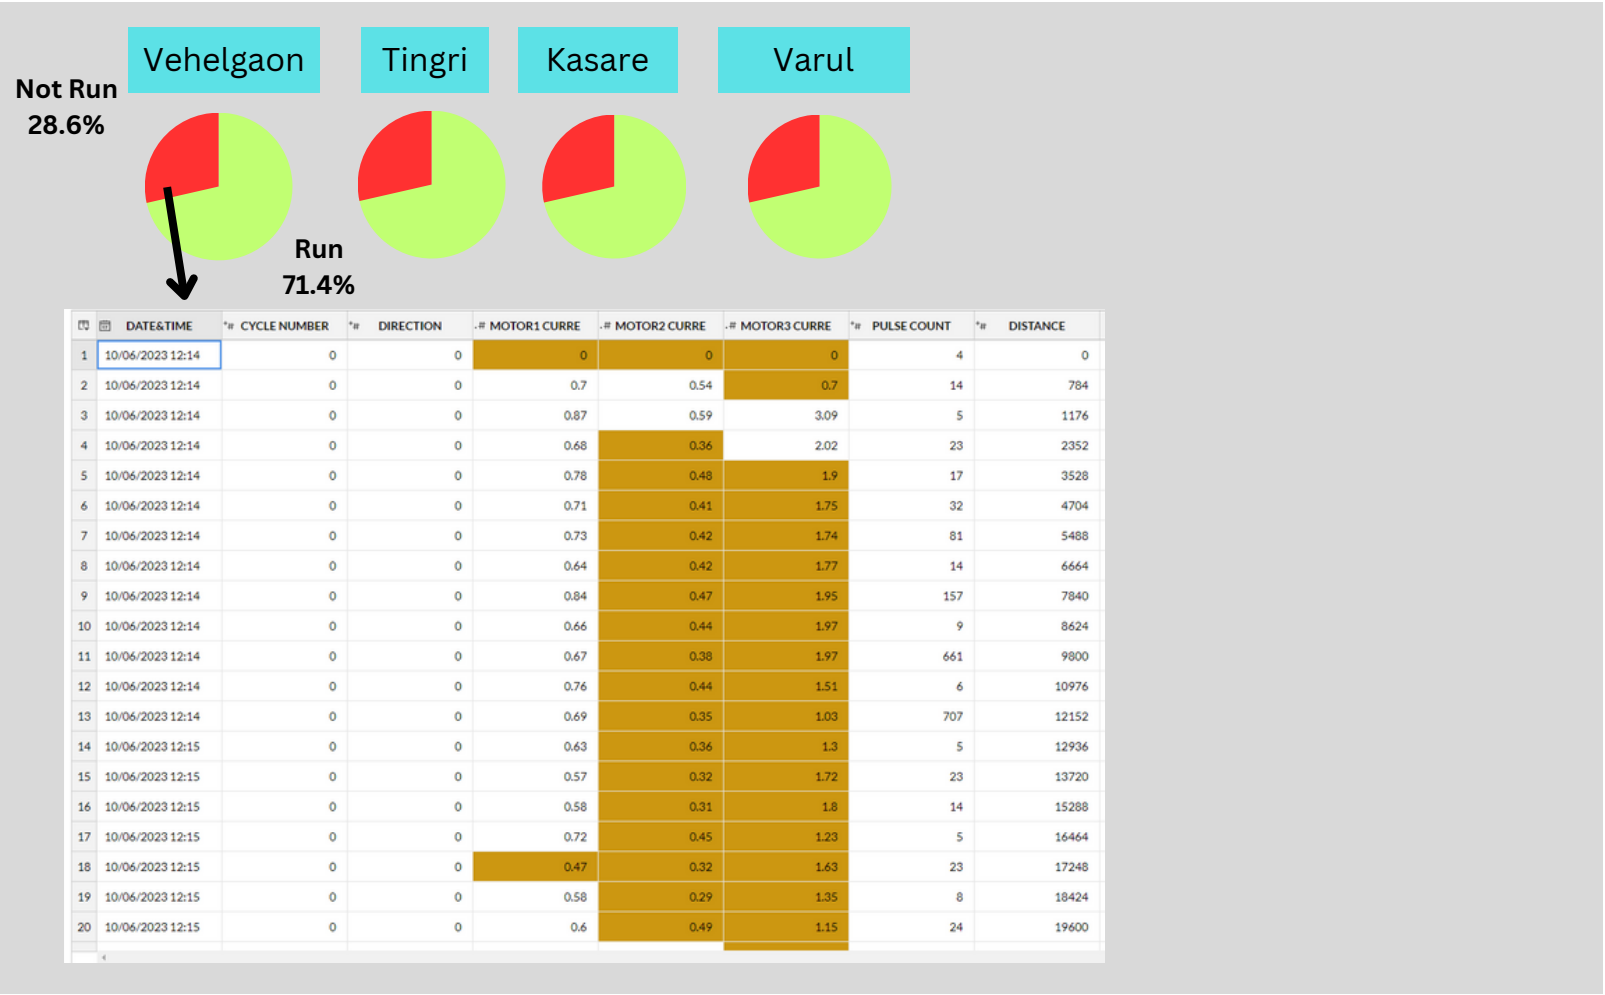 Vehelgaon Tingri Kasare Varul
Not Run
28.6%
Run
71.4%
DATE&TIME CYCLE NUMBER DIRECTION MOTOR1 CURRE MOTOR2 CURRE MOTOR3 CURRE PULSE COUNT DISTANCE
1 10/06/2023 12:14 0 0 0 0 0 4 0
2 10/06/2023 12:14 0 0 0.7 0.54 0.7 14 784
3 10/06/2023 12:14 0 0 0.87 0.59 3.09 5 1176
4 10/06/2023 12:14 0 0 0.68 0.36 2.02 23 2352
5 10/06/2023 12:14 0 0 0.78 0.48 1.9 17 3528
6 10/06/2023 12:14 0 0 0.71 0.41 1.75 32 4704
7 10/06/2023 12:14 0 0 0.73 0.42 1.74 81 5488
8 10/06/2023 12:14 0 0 0.64 0.42 1.77 14 6664
9 10/06/2023 12:14 0 0 0.84 0.47 1.95 157 7840
10 10/06/2023 12:14 0 0 0.66 0.44 1.97 9 8624
11 10/06/2023 12:14 0 0 0.67 0.38 1.97 661 9800
12 10/06/2023 12:14 0 0 0.76 0.44 1.51 6 10976
13 10/06/2023 12:14 0 0 0.69 0.35 1.03 707 12152
14 10/06/2023 12:15 0 0 0.63 0.36 1.3 5 12936
15 10/06/2023 12:15 0 0 0.57 0.32 1.72 23 13720
16 10/06/2023 12:15 0 0 0.58 0.31 1.8 14 15288
17 10/06/2023 12:15 0 0 0.72 0.45 1.23 5 16464
18 10/06/2023 12:15 0 0 0.47 0.32 1.63 23 17248
19 10/06/2023 12:15 0 0 0.58 0.29 1.35 8 18424
20 10/06/2023 12:15 0 0 0.6 0.49 1.15 24 19600